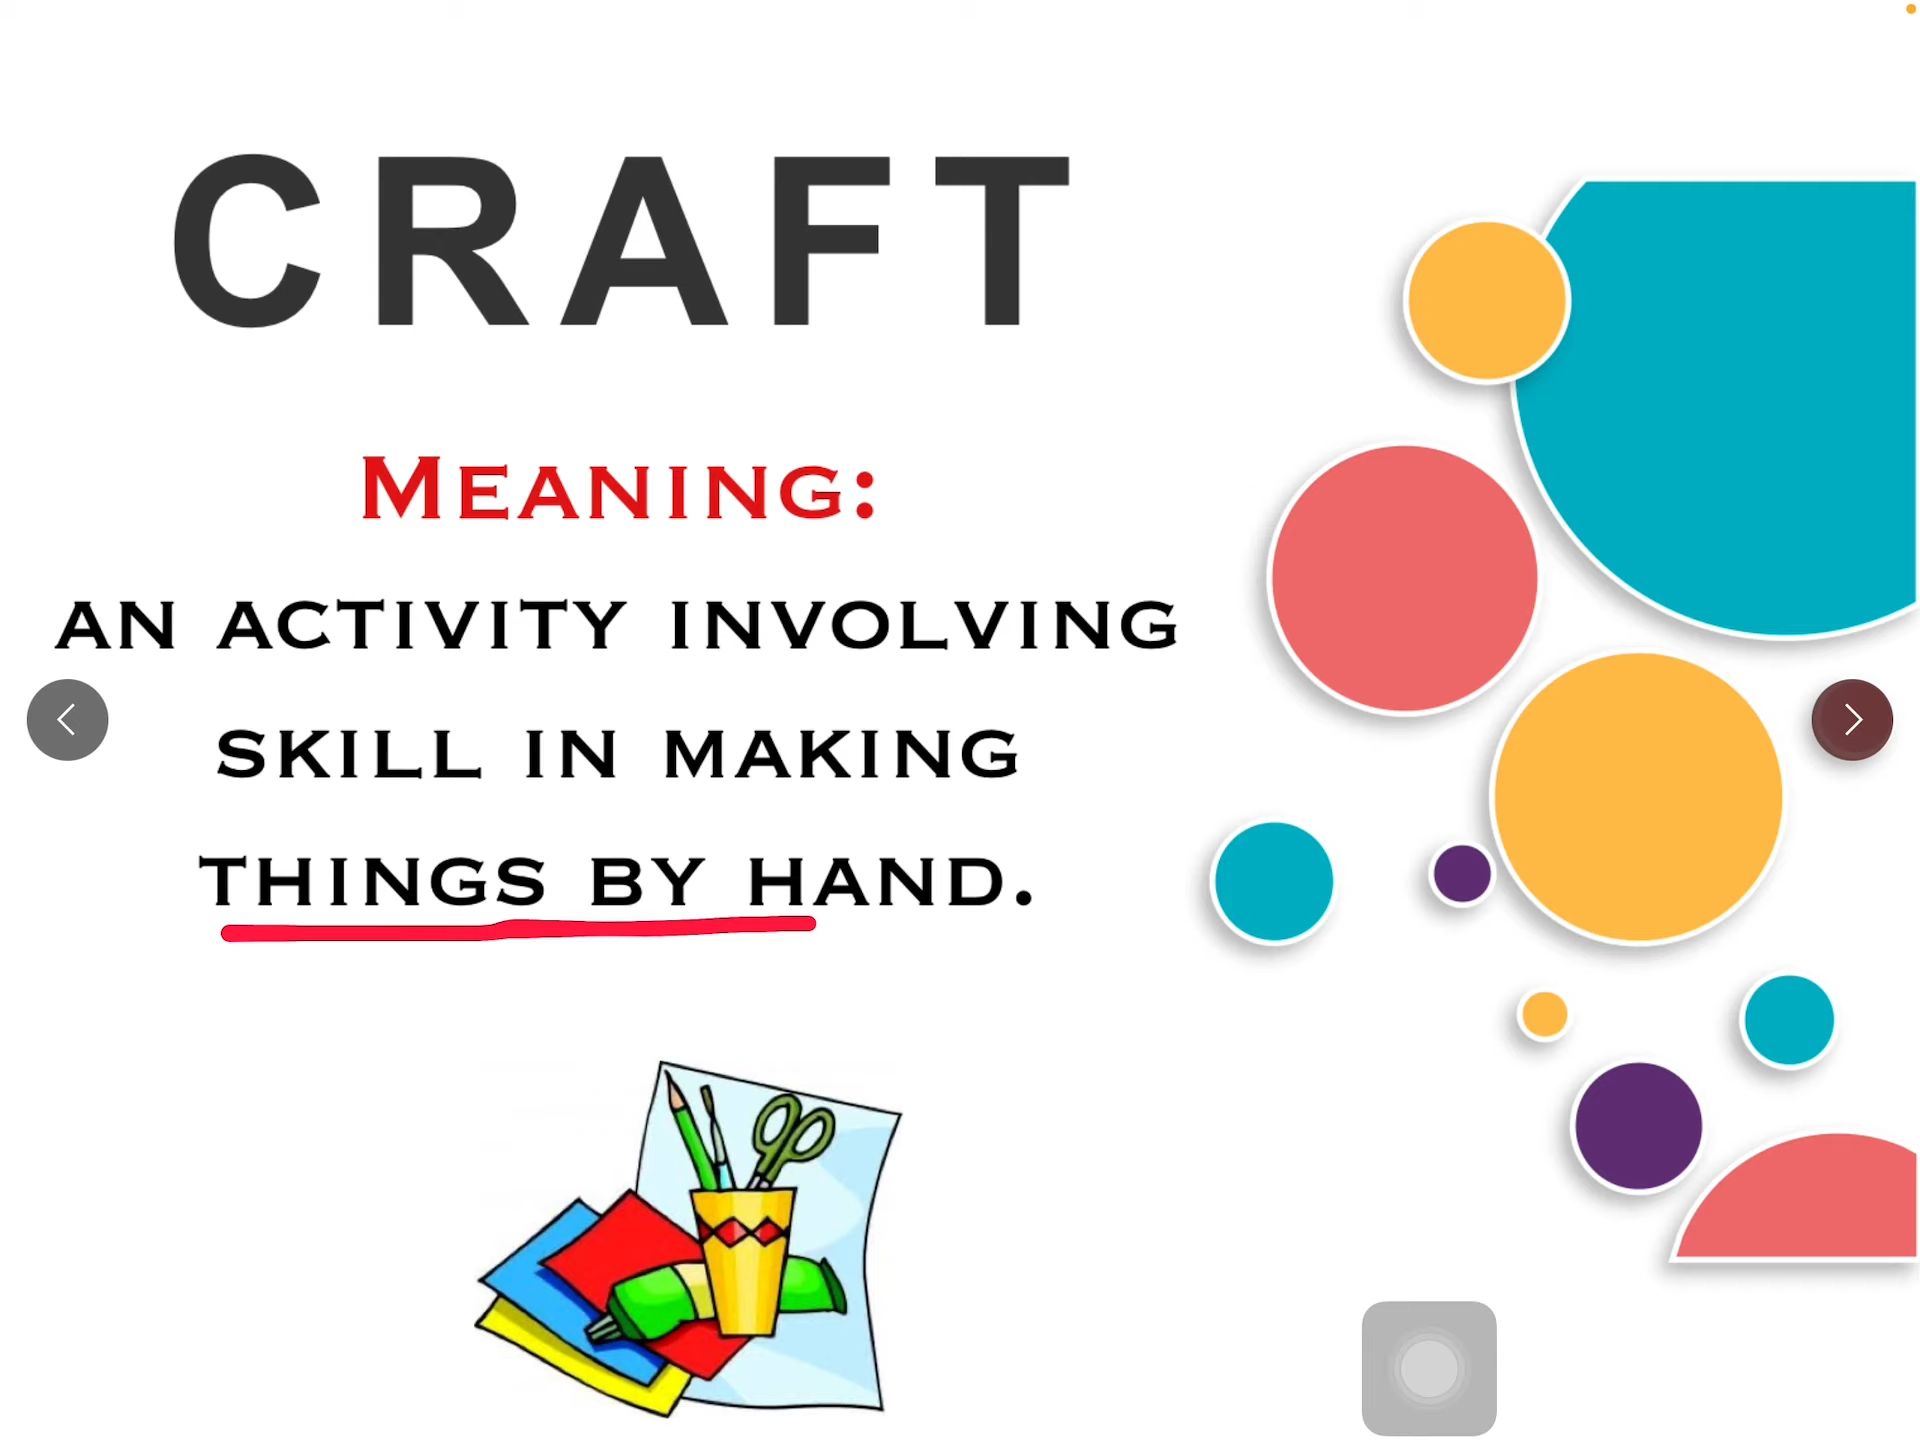 CRAFT
MEANING:
AN ACTIVITY INVOLVING
SKILL IN MAKING
THINGS BY HAND.